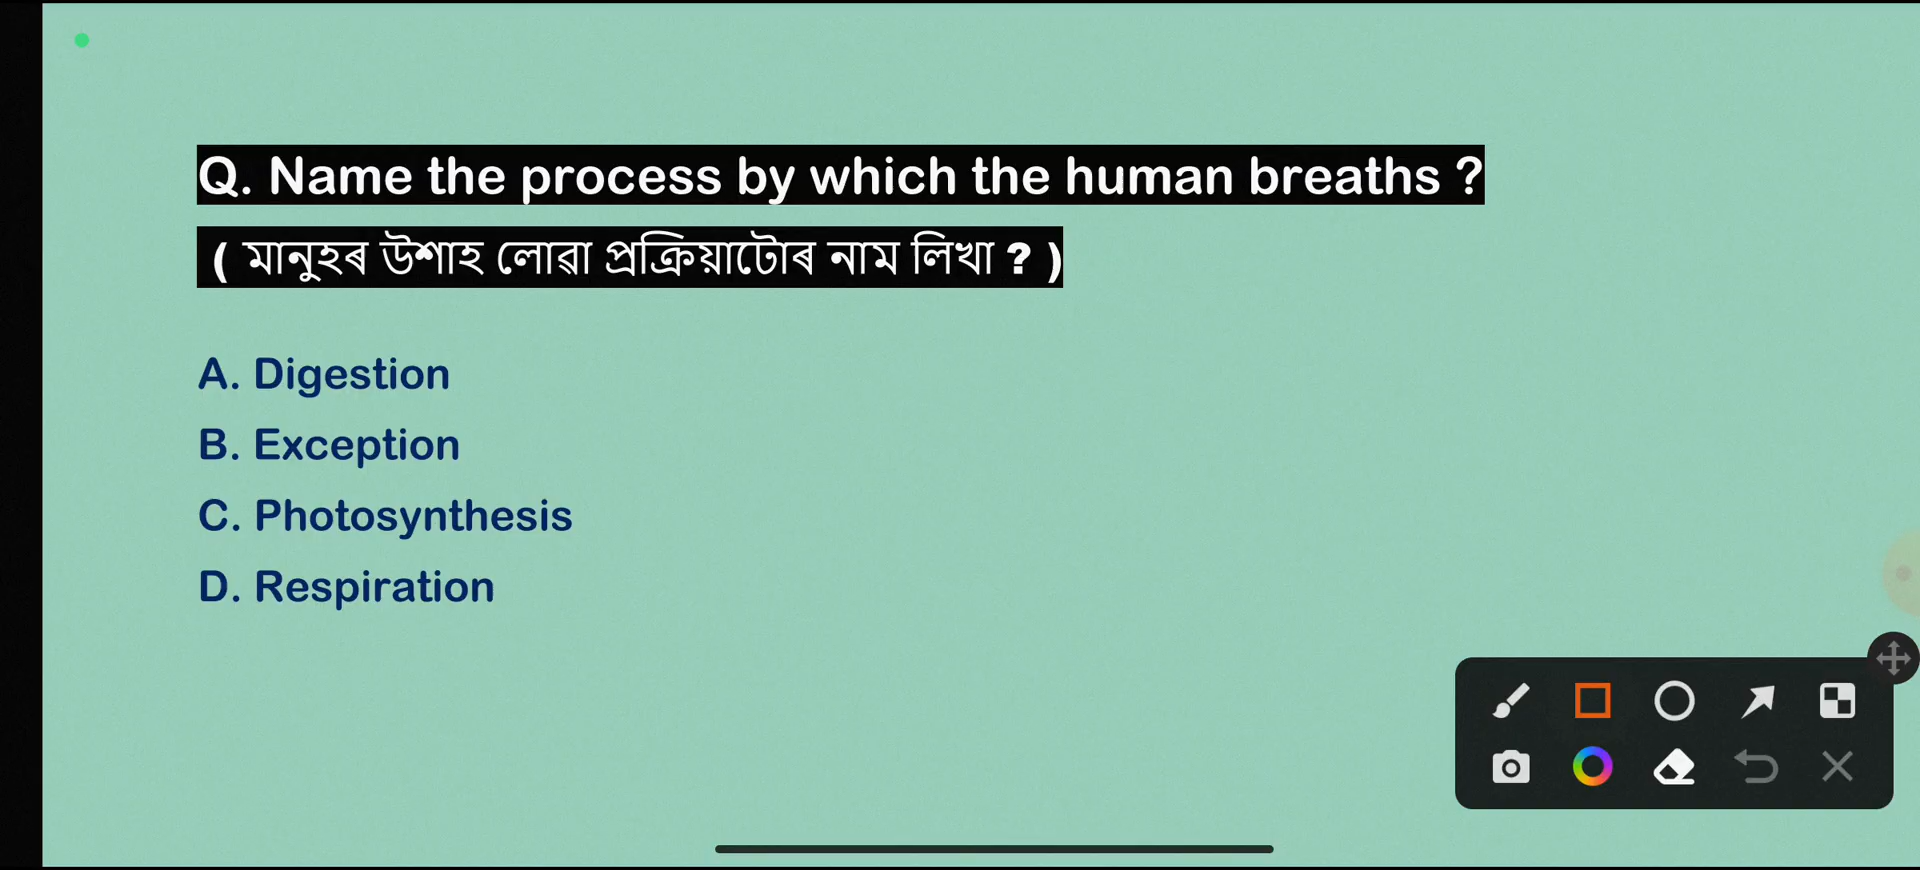 Q. Name the process by which the human breaths ?
( মানুহৰ উশাহ লোৱা প্ৰক্ৰিয়াটোৰ নাম লিখা ? )
A. Digestion
B. Exception
C. Photosynthesis
D. Respiration